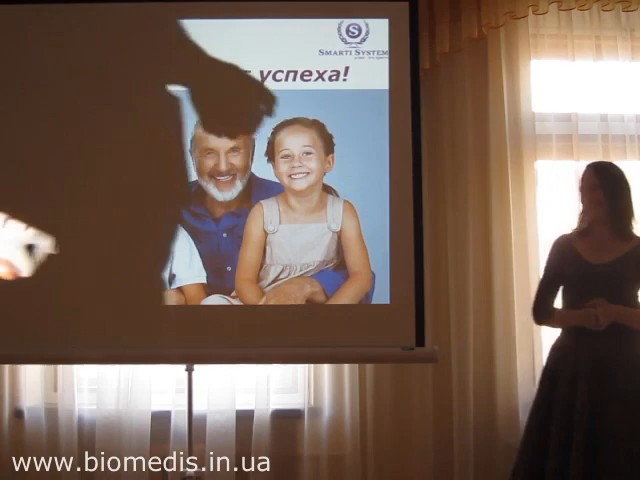 S
SMARTI SYSTEM
успеха!
www.biomedis.in.ua